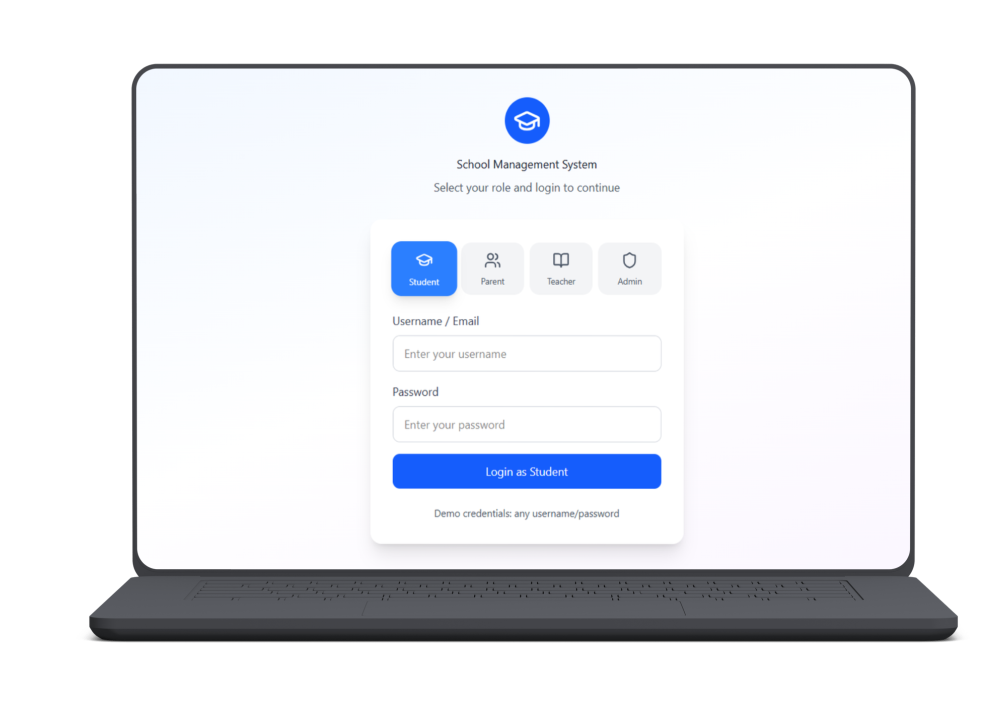 School Management System
Select your role and login to continue
Student
Parent
Teacher
Admin
Username / Email
Enter your username
Password
Enter your password
Login as Student
Demo credentials: any username/password